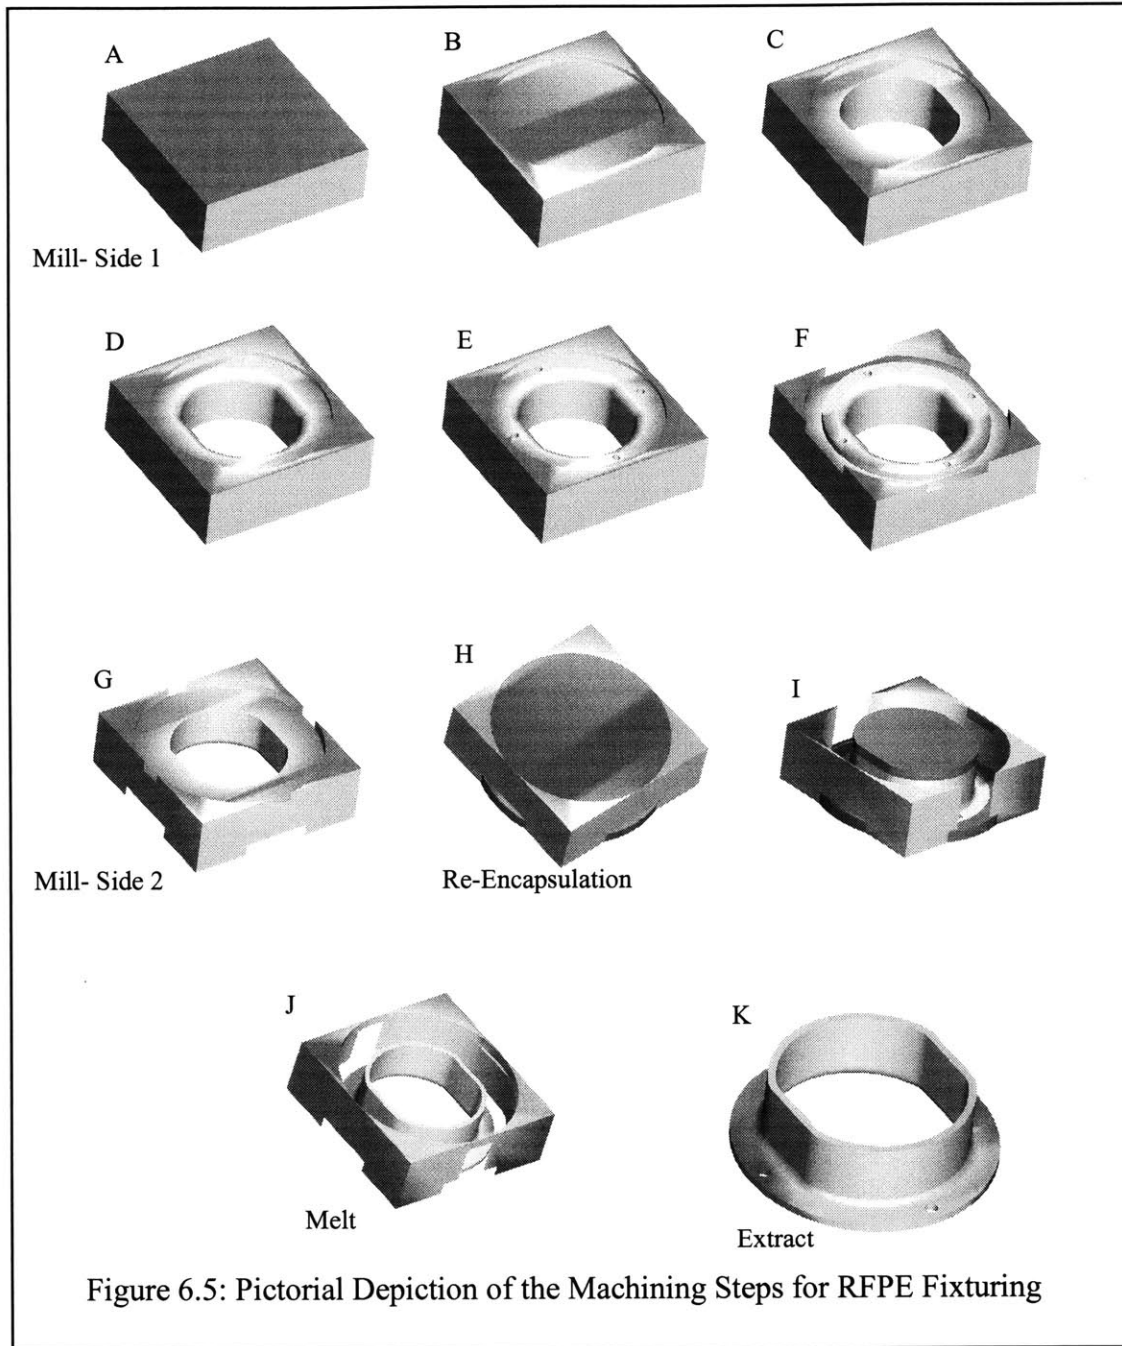 A
B
C
Mill- Side 1
D
E
F
G
H
I
Mill- Side 2
Re-Encapsulation
J
K
Melt
Extract
Figure 6.5: Pictorial Depiction of the Machining Steps for RFPE Fixturing